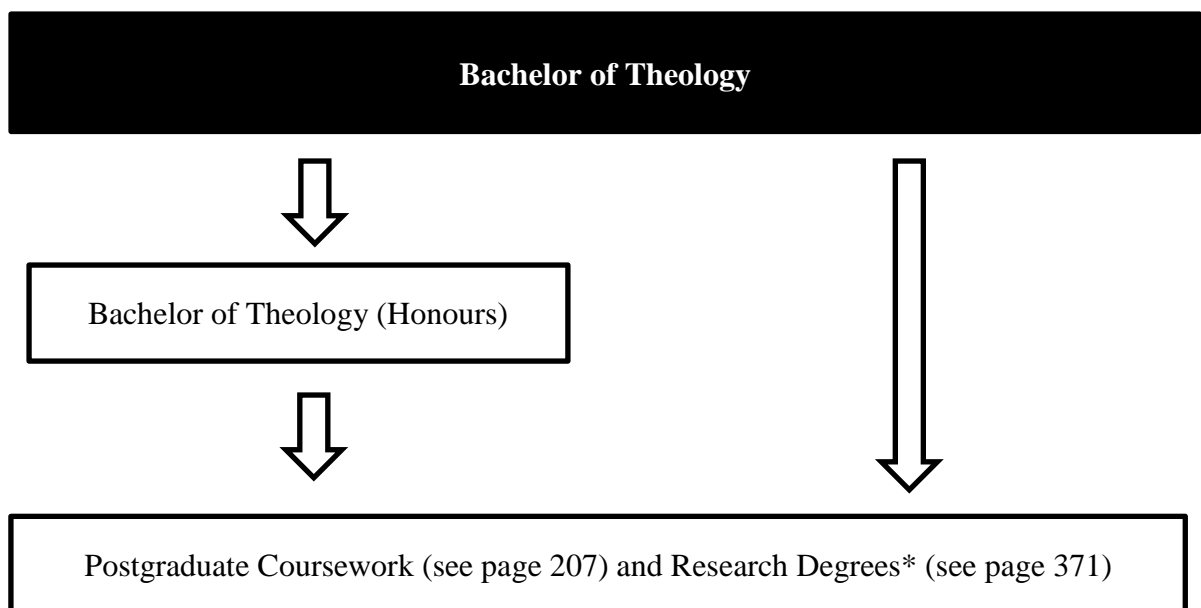 Bachelor of Theology
Bachelor of Theology (Honours)
Postgraduate Coursework (see page 207) and Research Degrees* (see page 371)